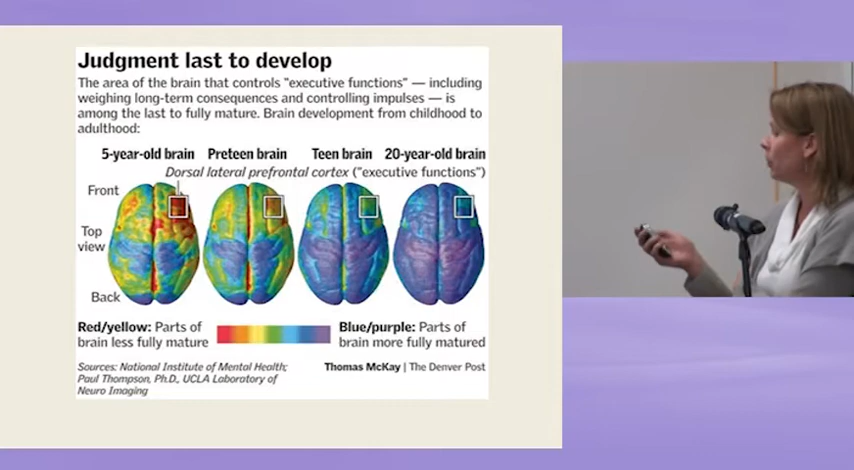 Judgment last to develop
The area of the brain that controls "executive functions" — including
weighing long-term consequences and controlling impulses — is
among the last to fully mature. Brain development from childhood to
adulthood:
5-year-old brain Preteen brain Teen brain 20-year-old brain
Dorsal lateral prefrontal cortex ("executive functions")
Front
Top
view
Back
Red/yellow: Parts of
brain less fully mature
Blue/purple: Parts of
brain more fully matured
Sources: National Institute of Mental Health;
Paul Thompson, Ph.D., UCLA Laboratory of
Neuro Imaging
Thomas McKay | The Denver Post